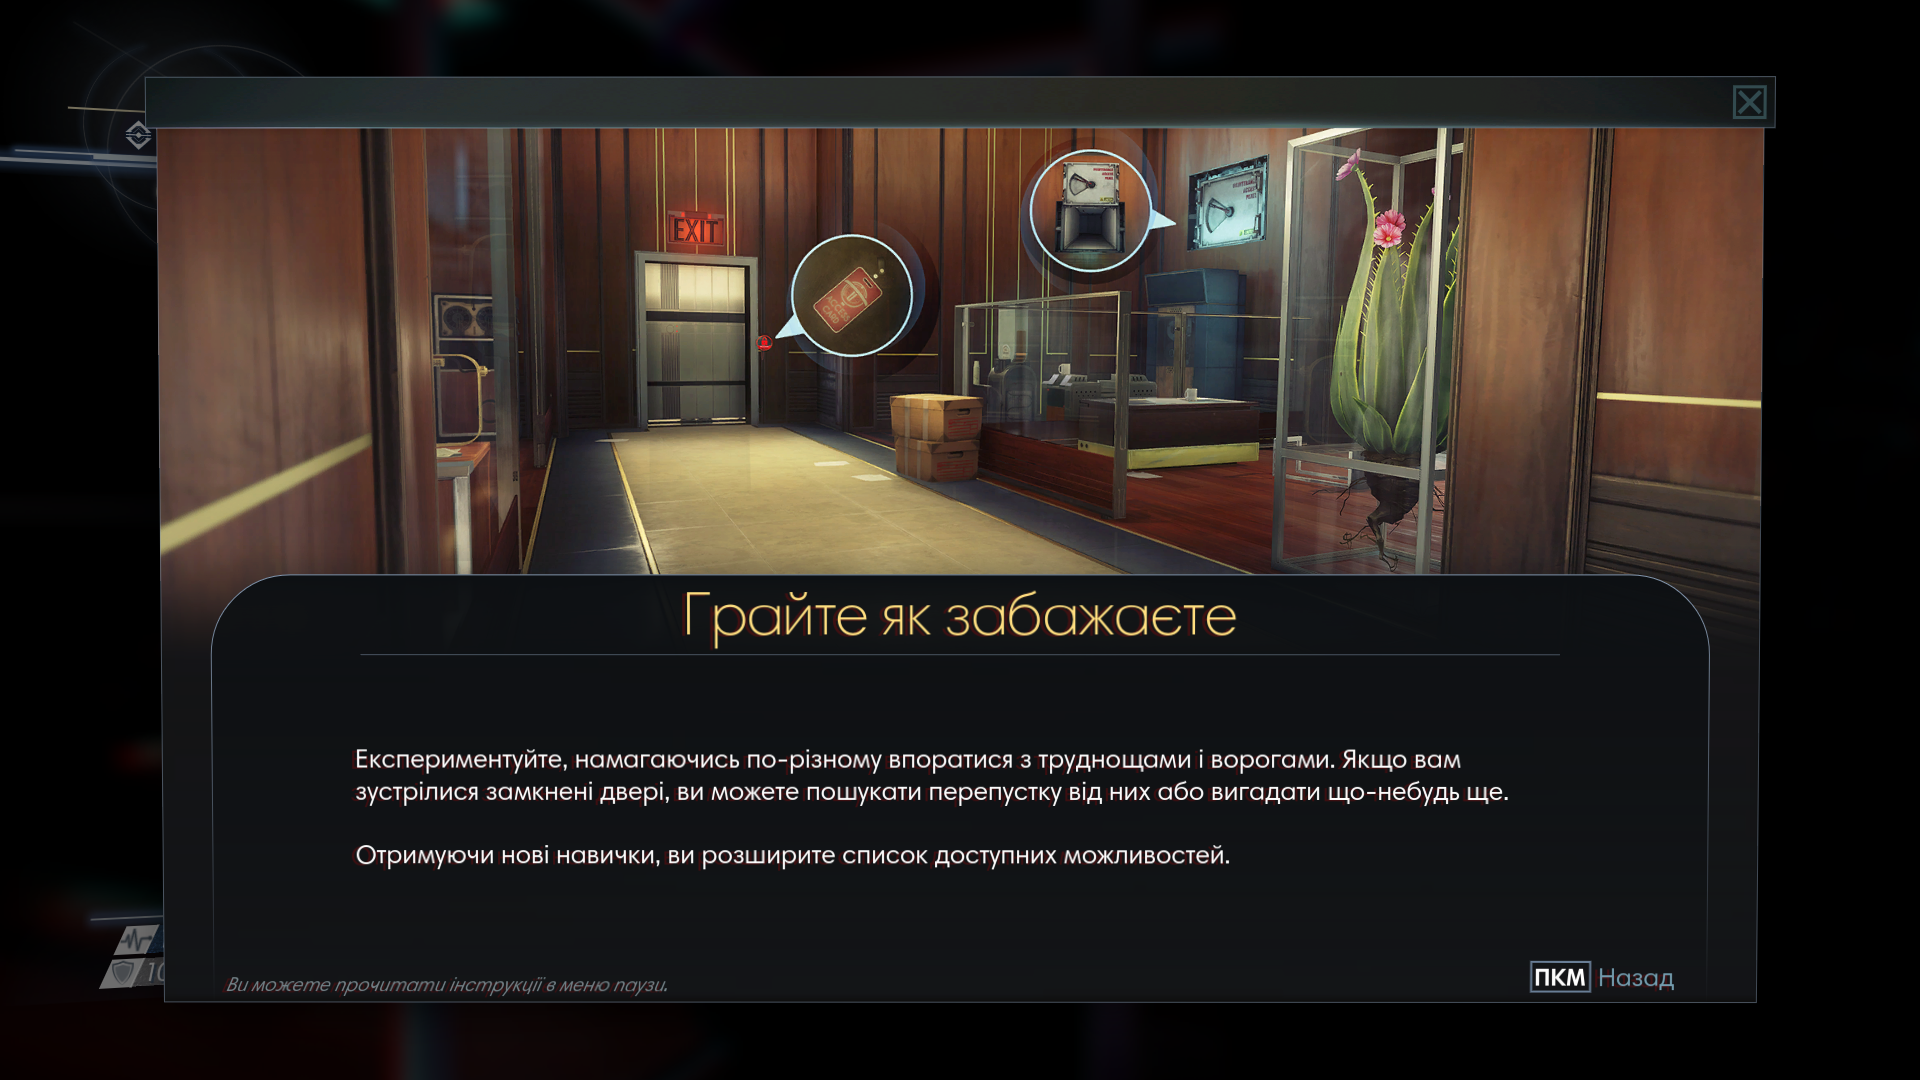 EXIT
ACCESS
CARD
Грайте як забажаєте
Експериментуйте, намагаючись по-різному впоратися з труднощами і ворогами. Якщо вам
зустрілися замкнені двері, ви можете пошукати перепустку від них або вигадати що-небудь ще.
Отримуючи нові навички, ви розширите список доступних можливостей.
Ви можете прочитати інструкції в меню паузи.
ПКМ Назад